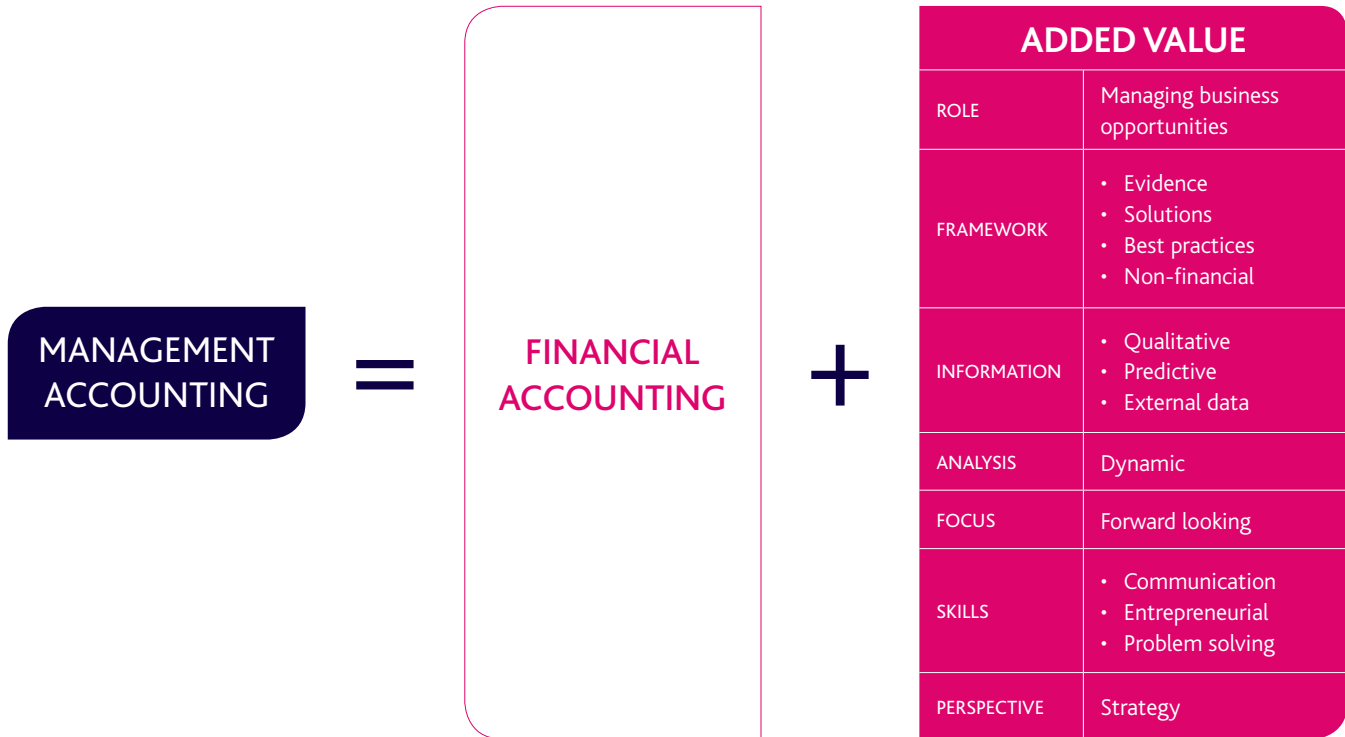 MANAGEMENT
ACCOUNTING
=
FINANCIAL
ACCOUNTING
+
ADDED VALUE
ROLE
Managing business
opportunities
FRAMEWORK
• Evidence
• Solutions
• Best practices
• Non-financial
INFORMATION
• Qualitative
• Predictive
• External data
ANALYSIS
Dynamic
FOCUS
Forward looking
SKILLS
• Communication
• Entrepreneurial
• Problem solving
PERSPECTIVE
Strategy